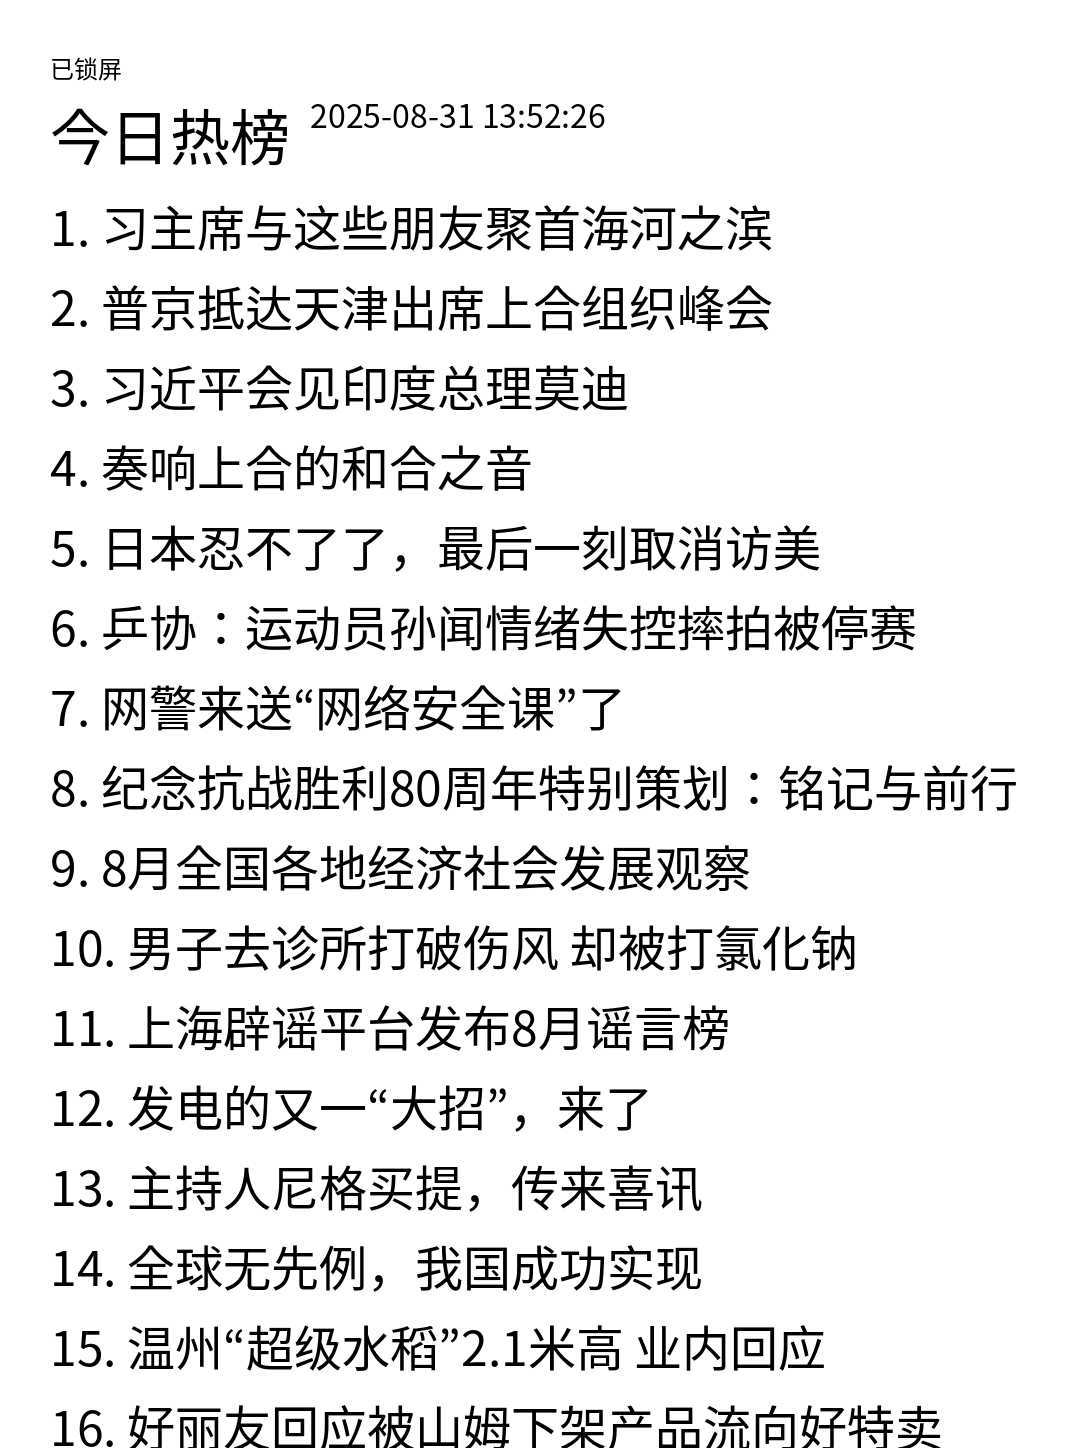 已锁屏
今日热榜 2025-08-31 13:52:26
1. 习主席与这些朋友聚首海河之滨
2. 普京抵达天津出席上合组织峰会
3. 习近平会见印度总理莫迪
4. 奏响上合的和合之音
5. 日本忍不了了，最后一刻取消访美
6. 乒协：运动员孙闻情绪失控摔拍被停赛
7. 网警来送“网络安全课”了
8. 纪念抗战胜利80周年特别策划：铭记与前行
9. 8月全国各地经济社会发展观察
10. 男子去诊所打破伤风 却被打氯化钠
11. 上海辟谣平台发布8月谣言榜
12. 发电的又一“大招”，来了
13. 主持人尼格买提，传来喜讯
14. 全球无先例，我国成功实现
15. 温州“超级水稻”2.1米高 业内回应
16. 好丽友回应被山姆下架产品流向好特卖